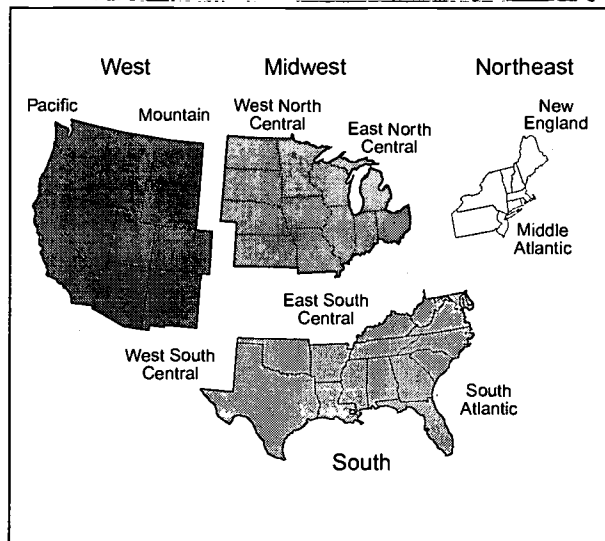 West
Midwest
Northeast
Pacific
Mountain
West North
Central
East North
Central
New
England
Middle
Atlantic
East South
Central
West South
Central
South
Atlantic
South